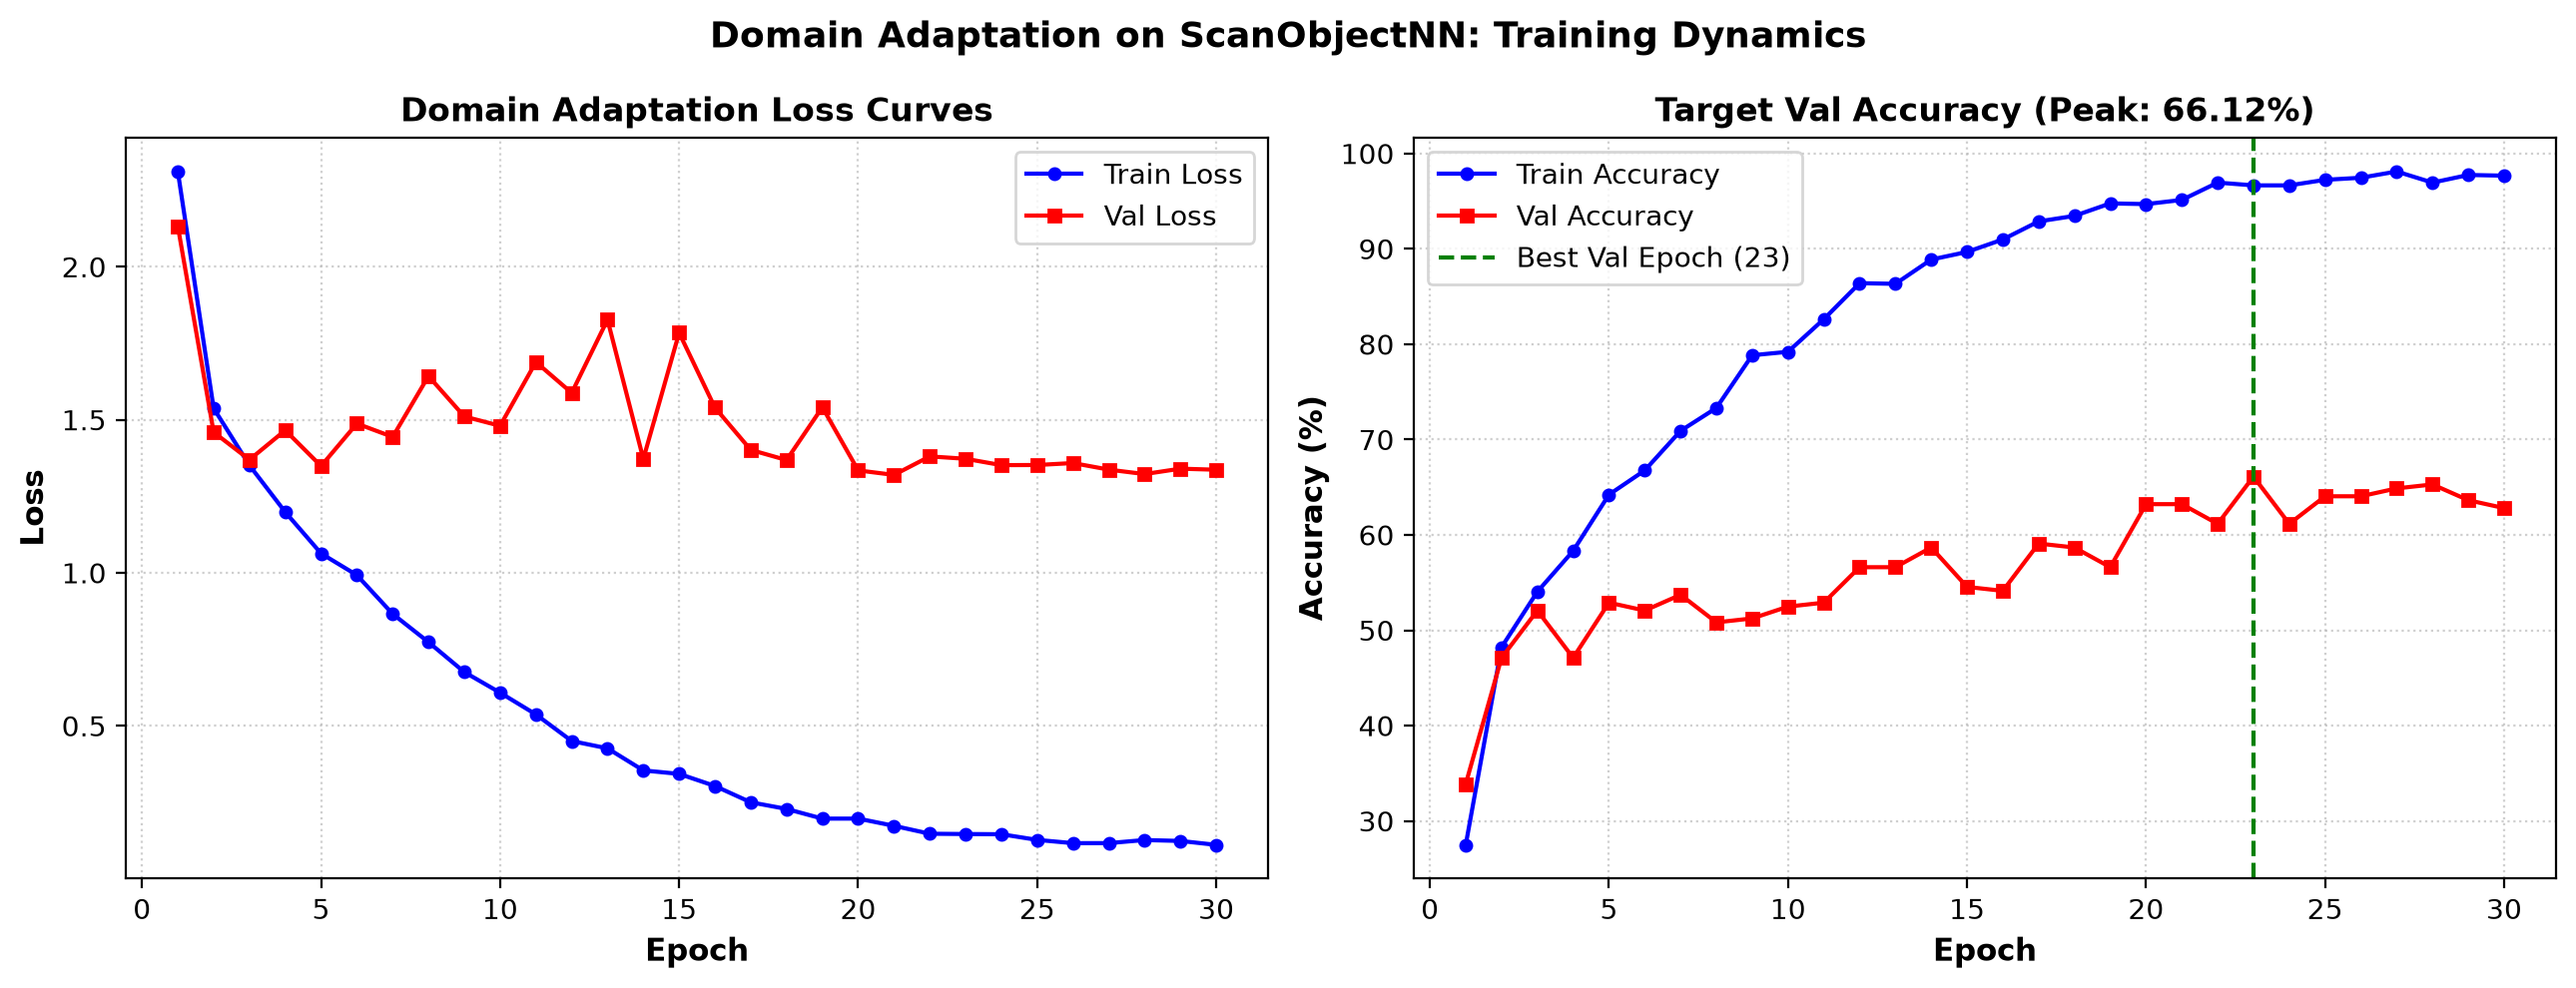 Domain Adaptation on ScanObjectNN: Training Dynamics
Domain Adaptation Loss Curves
Train Loss
Val Loss
2.0
1.5
1.0
0.5
Loss
0 5 10 15 20 25 30
Epoch
Target Val Accuracy (Peak: 66.12%)
Train Accuracy
Val Accuracy
Best Val Epoch (23)
100
90
80
70
60
50
40
30
Accuracy (%)
0 5 10 15 20 25 30
Epoch